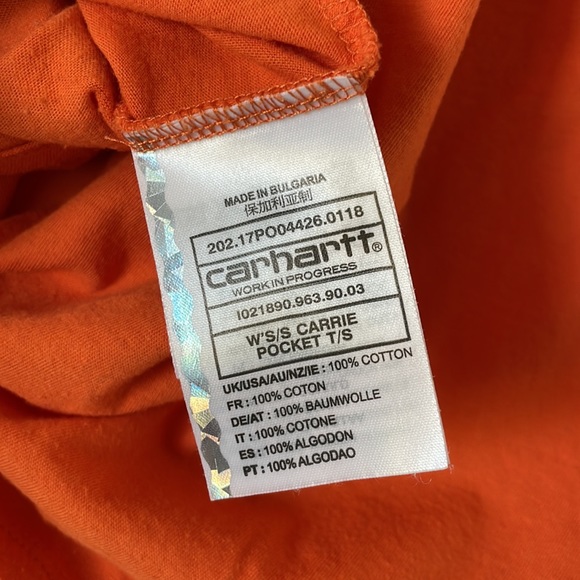 MADE IN BULGARIA
保加利亚制
202.17PO04426.0118
carhartt®
WORK IN PROGRESS
I021890.963.90.03
W'S/S CARRIE
POCKET T/S
UK/USA/AU/NZ/IE : 100% COTTON
FR : 100% COTON
DE/AT : 100% BAUMWOLLE
IT : 100% COTONE
ES : 100% ALGODON
PT : 100% ALGODAO